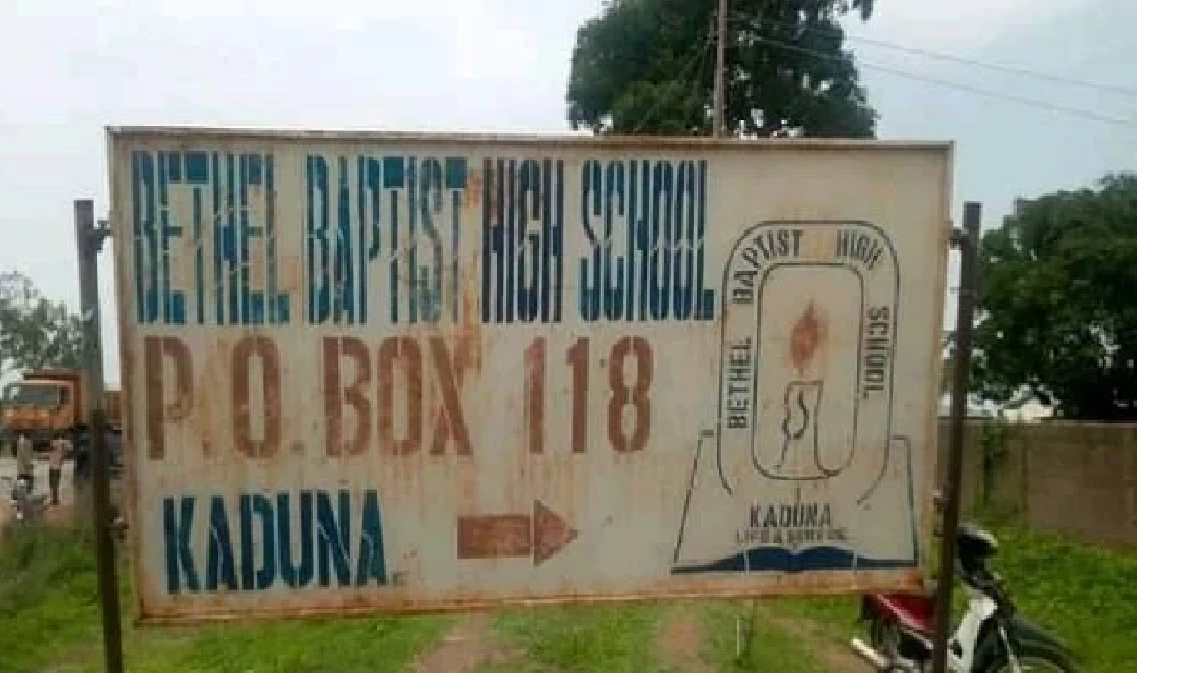 BETHEL BAPTIST HIGH SCHOOL
P.O. BOX 118
KADUNA
BETHEL BAPTIST HIGH SCHOOL
KADUNA